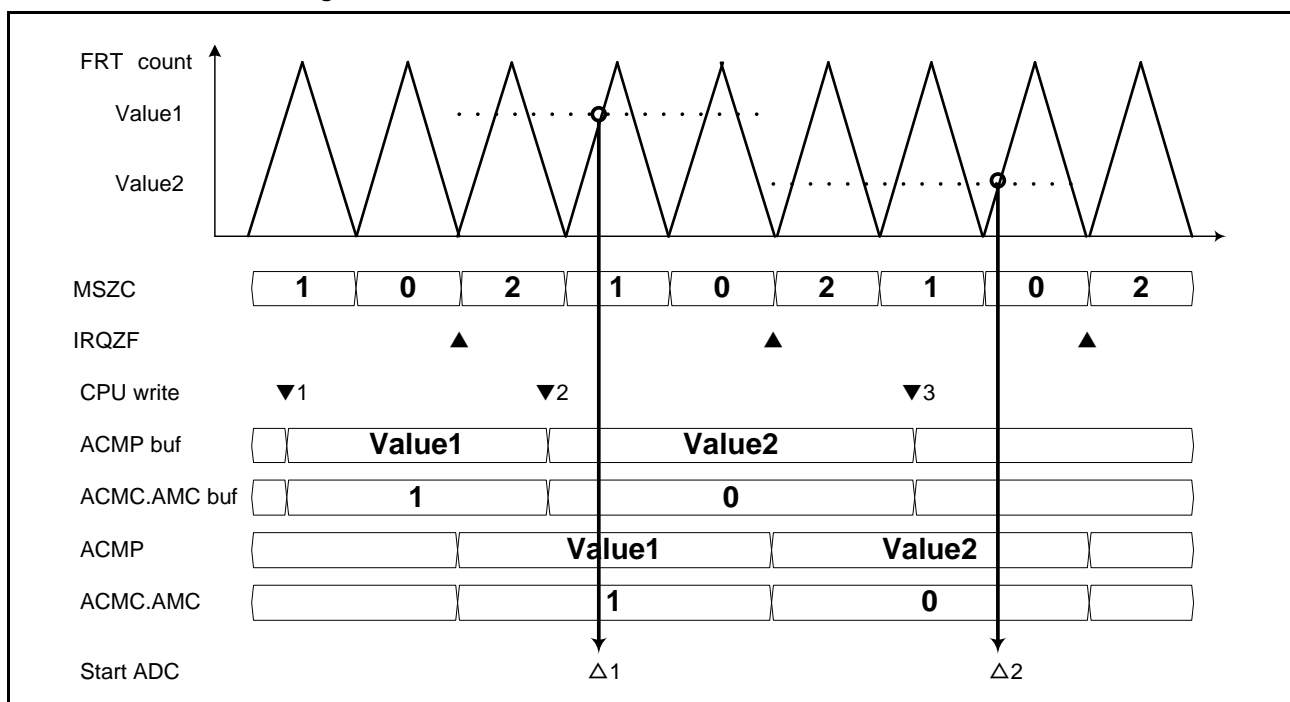 FRT count
Value1
Value2
MSZC 1 0 2 1 0 2 1 0 2
IRQZF ▲ ▲ ▲
CPU write ▼1 ▼2 ▼3
ACMP buf Value1 Value2
ACMC.AMC buf 1 0
ACMP Value1 Value2
ACMC.AMC 1 0
Start ADC △1 △2